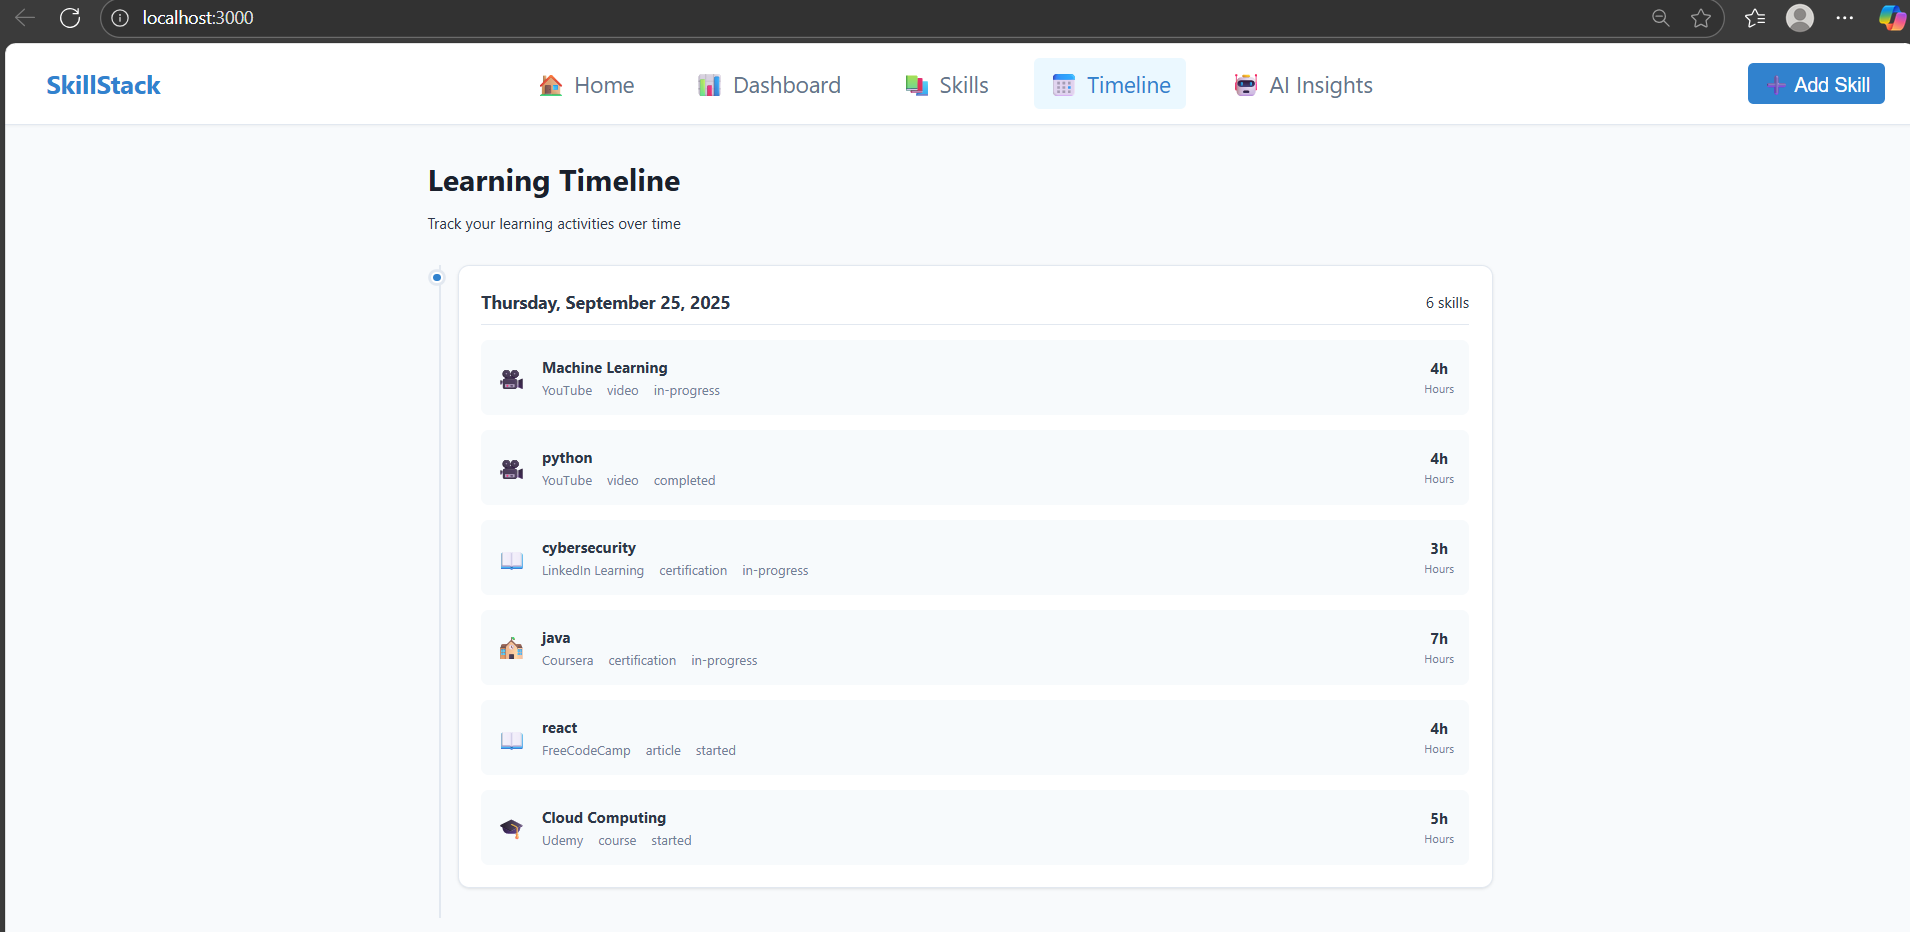 localhost:3000
SkillStack
Home
Dashboard
Skills
Timeline
AI Insights
Add Skill
Learning Timeline
Track your learning activities over time
Thursday, September 25, 2025
6 skills
Machine Learning
YouTube video in-progress
4h
Hours
python
YouTube video completed
4h
Hours
cybersecurity
LinkedIn Learning certification in-progress
3h
Hours
java
Coursera certification in-progress
7h
Hours
react
FreeCodeCamp article started
4h
Hours
Cloud Computing
Udemy course started
5h
Hours